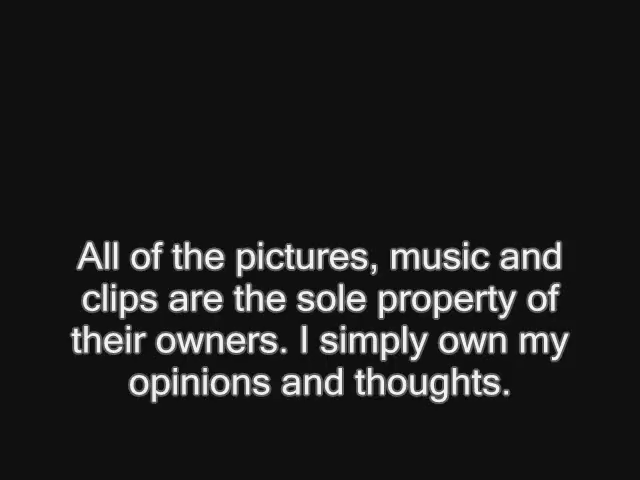 All of the pictures, music and
clips are the sole property of
their owners. I simply own my
opinions and thoughts.